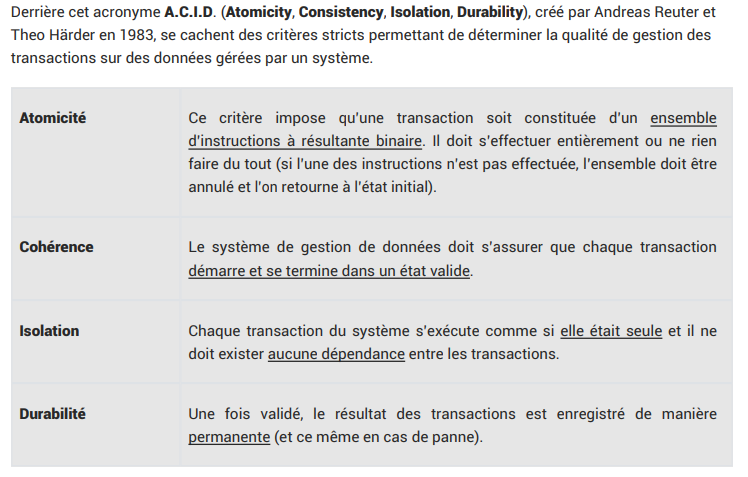 Derrière cet acronyme A.C.I.D. (Atomicity, Consistency, Isolation, Durability), créé par Andreas Reuter et
Theo Härder en 1983, se cachent des critères stricts permettant de déterminer la qualité de gestion des
transactions sur des données gérées par un système.
Atomicité
Ce critère impose qu'une transaction soit constituée d'un ensemble
d'instructions à résultante binaire. Il doit s'effectuer entièrement ou ne rien
faire du tout (si l'une des instructions n'est pas effectuée, l'ensemble doit être
annulé et l'on retourne à l'état initial).
Cohérence
Le système de gestion de données doit s'assurer que chaque transaction
démarre et se termine dans un état valide.
Isolation
Chaque transaction du système s'exécute comme si elle était seule et il ne
doit exister aucune dépendance entre les transactions.
Durabilité
Une fois validé, le résultat des transactions est enregistré de manière
permanente (et ce même en cas de panne).